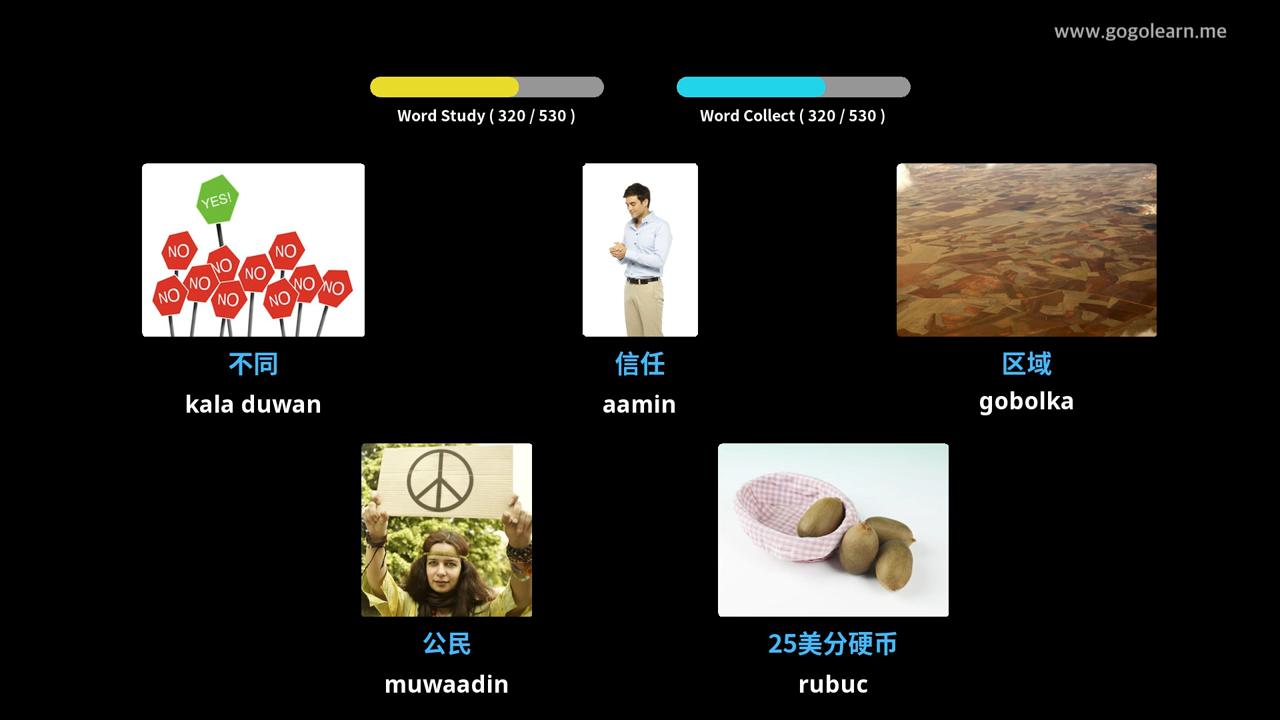 www.gogolearn.me
Word Study ( 320 / 530 )
Word Collect ( 320 / 530 )
YES!
NO
NO
NO
NO
NO
NO
NO
NO
NO
NO
不同
kala duwan
信任
aamin
区域
gobolka
公民
muwaadin
25美分硬币
rubuc